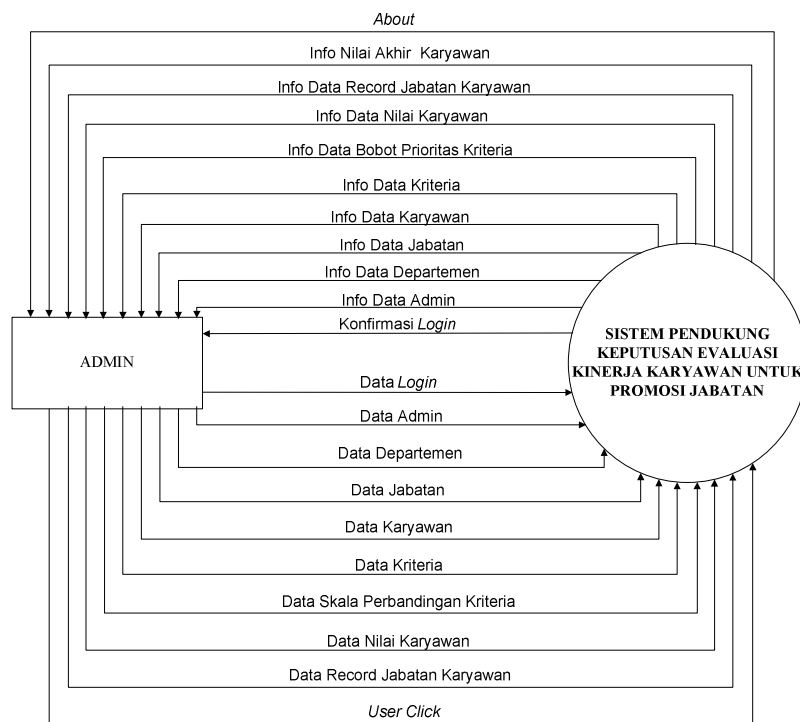 About
Info Nilai Akhir Karyawan
Info Data Record Jabatan Karyawan
Info Data Nilai Karyawan
Info Data Bobot Prioritas Kriteria
Info Data Kriteria
Info Data Karyawan
Info Data Jabatan
Info Data Departemen
Info Data Admin
Konfirmasi Login
ADMIN
SISTEM PENDUKUNG
KEPUTUSAN EVALUASI
KINERJA KARYAWAN UNTUK
PROMOSI JABATAN
Data Login
Data Admin
Data Departemen
Data Jabatan
Data Karyawan
Data Kriteria
Data Skala Perbandingan Kriteria
Data Nilai Karyawan
Data Record Jabatan Karyawan
User Click